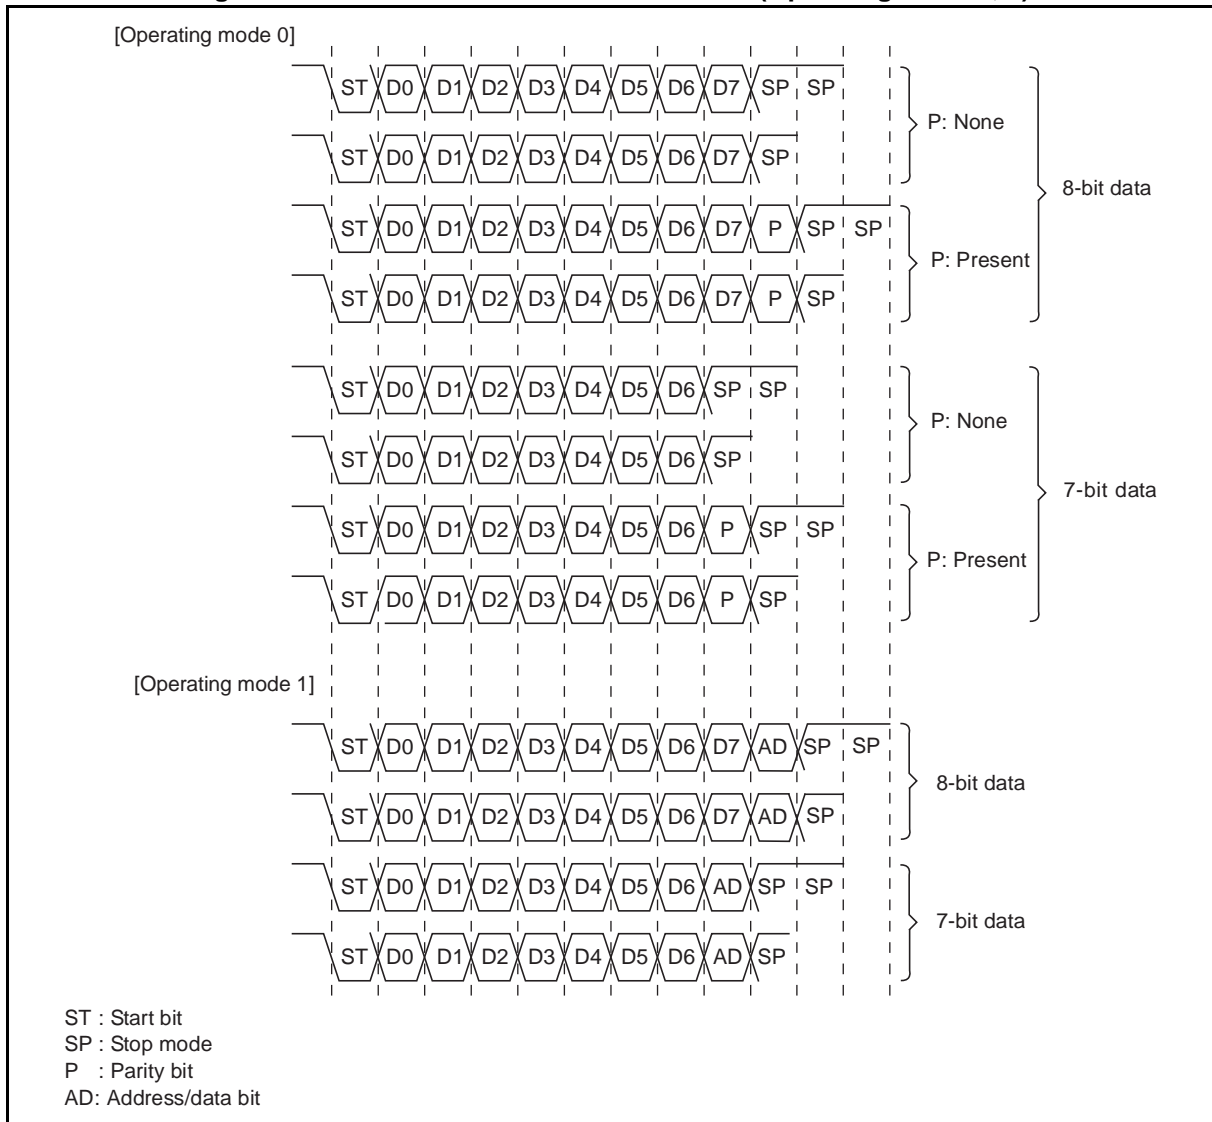 [Operating mode 0]
ST D0 D1 D2 D3 D4 D5 D6 D7 SP SP
P: None
ST D0 D1 D2 D3 D4 D5 D6 D7 SP
8-bit data
ST D0 D1 D2 D3 D4 D5 D6 D7 P SP SP
P: Present
ST D0 D1 D2 D3 D4 D5 D6 D7 P SP
ST D0 D1 D2 D3 D4 D5 D6 SP SP
P: None
ST D0 D1 D2 D3 D4 D5 D6 SP
7-bit data
ST D0 D1 D2 D3 D4 D5 D6 P SP SP
P: Present
ST D0 D1 D2 D3 D4 D5 D6 P SP
[Operating mode 1]
ST D0 D1 D2 D3 D4 D5 D6 D7 AD SP SP
8-bit data
ST D0 D1 D2 D3 D4 D5 D6 D7 AD SP
ST D0 D1 D2 D3 D4 D5 D6 AD SP SP
7-bit data
ST D0 D1 D2 D3 D4 D5 D6 AD SP
ST : Start bit
SP : Stop mode
P : Parity bit
AD: Address/data bit